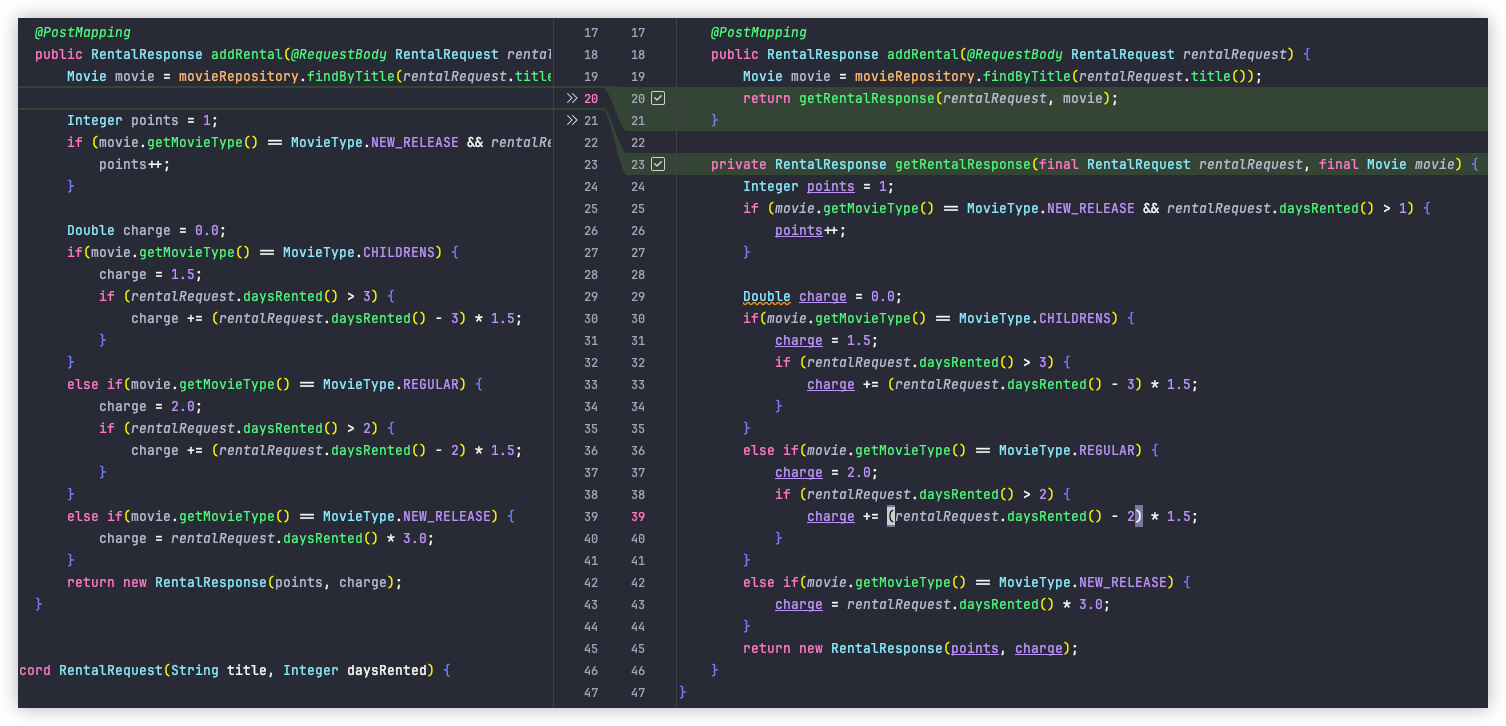 @PostMapping
public RentalResponse addRental(@RequestBody RentalRequest rental
Movie movie = movieRepository.findByTitle(rentalRequest.title
Integer points = 1;
if (movie.getMovieType() == MovieType.NEW_RELEASE && rentalRe
points++;
}
Double charge = 0.0;
if(movie.getMovieType() == MovieType.CHILDRENS) {
charge = 1.5;
if (rentalRequest.daysRented() > 3) {
charge += (rentalRequest.daysRented() - 3) * 1.5;
}
}
else if(movie.getMovieType() == MovieType.REGULAR) {
charge = 2.0;
if (rentalRequest.daysRented() > 2) {
charge += (rentalRequest.daysRented() - 2) * 1.5;
}
}
else if(movie.getMovieType() == MovieType.NEW_RELEASE) {
charge = rentalRequest.daysRented() * 3.0;
}
return new RentalResponse(points, charge);
}
cord RentalRequest(String title, Integer daysRented) {
17 17 @PostMapping
18 18 public RentalResponse addRental(@RequestBody RentalRequest rentalRequest) {
19 19 Movie movie = movieRepository.findByTitle(rentalRequest.title());
» 20 20 return getRentalResponse(rentalRequest, movie);
» 21 21 }
22 22
23 23 private RentalResponse getRentalResponse(final RentalRequest rentalRequest, final Movie movie) {
24 24 Integer points = 1;
25 25 if (movie.getMovieType() == MovieType.NEW_RELEASE && rentalRequest.daysRented() > 1) {
26 26 points++;
27 27 }
28 28
29 29 Double charge = 0.0;
30 30 if(movie.getMovieType() == MovieType.CHILDRENS) {
31 31 charge = 1.5;
32 32 if (rentalRequest.daysRented() > 3) {
33 33 charge += (rentalRequest.daysRented() - 3) * 1.5;
34 34 }
35 35 }
36 36 else if(movie.getMovieType() == MovieType.REGULAR) {
37 37 charge = 2.0;
38 38 if (rentalRequest.daysRented() > 2) {
39 39 charge += (rentalRequest.daysRented() - 2) * 1.5;
40 40 }
41 41 }
42 42 else if(movie.getMovieType() == MovieType.NEW_RELEASE) {
43 43 charge = rentalRequest.daysRented() * 3.0;
44 44 }
45 45 return new RentalResponse(points, charge);
46 46 }
47 47 }